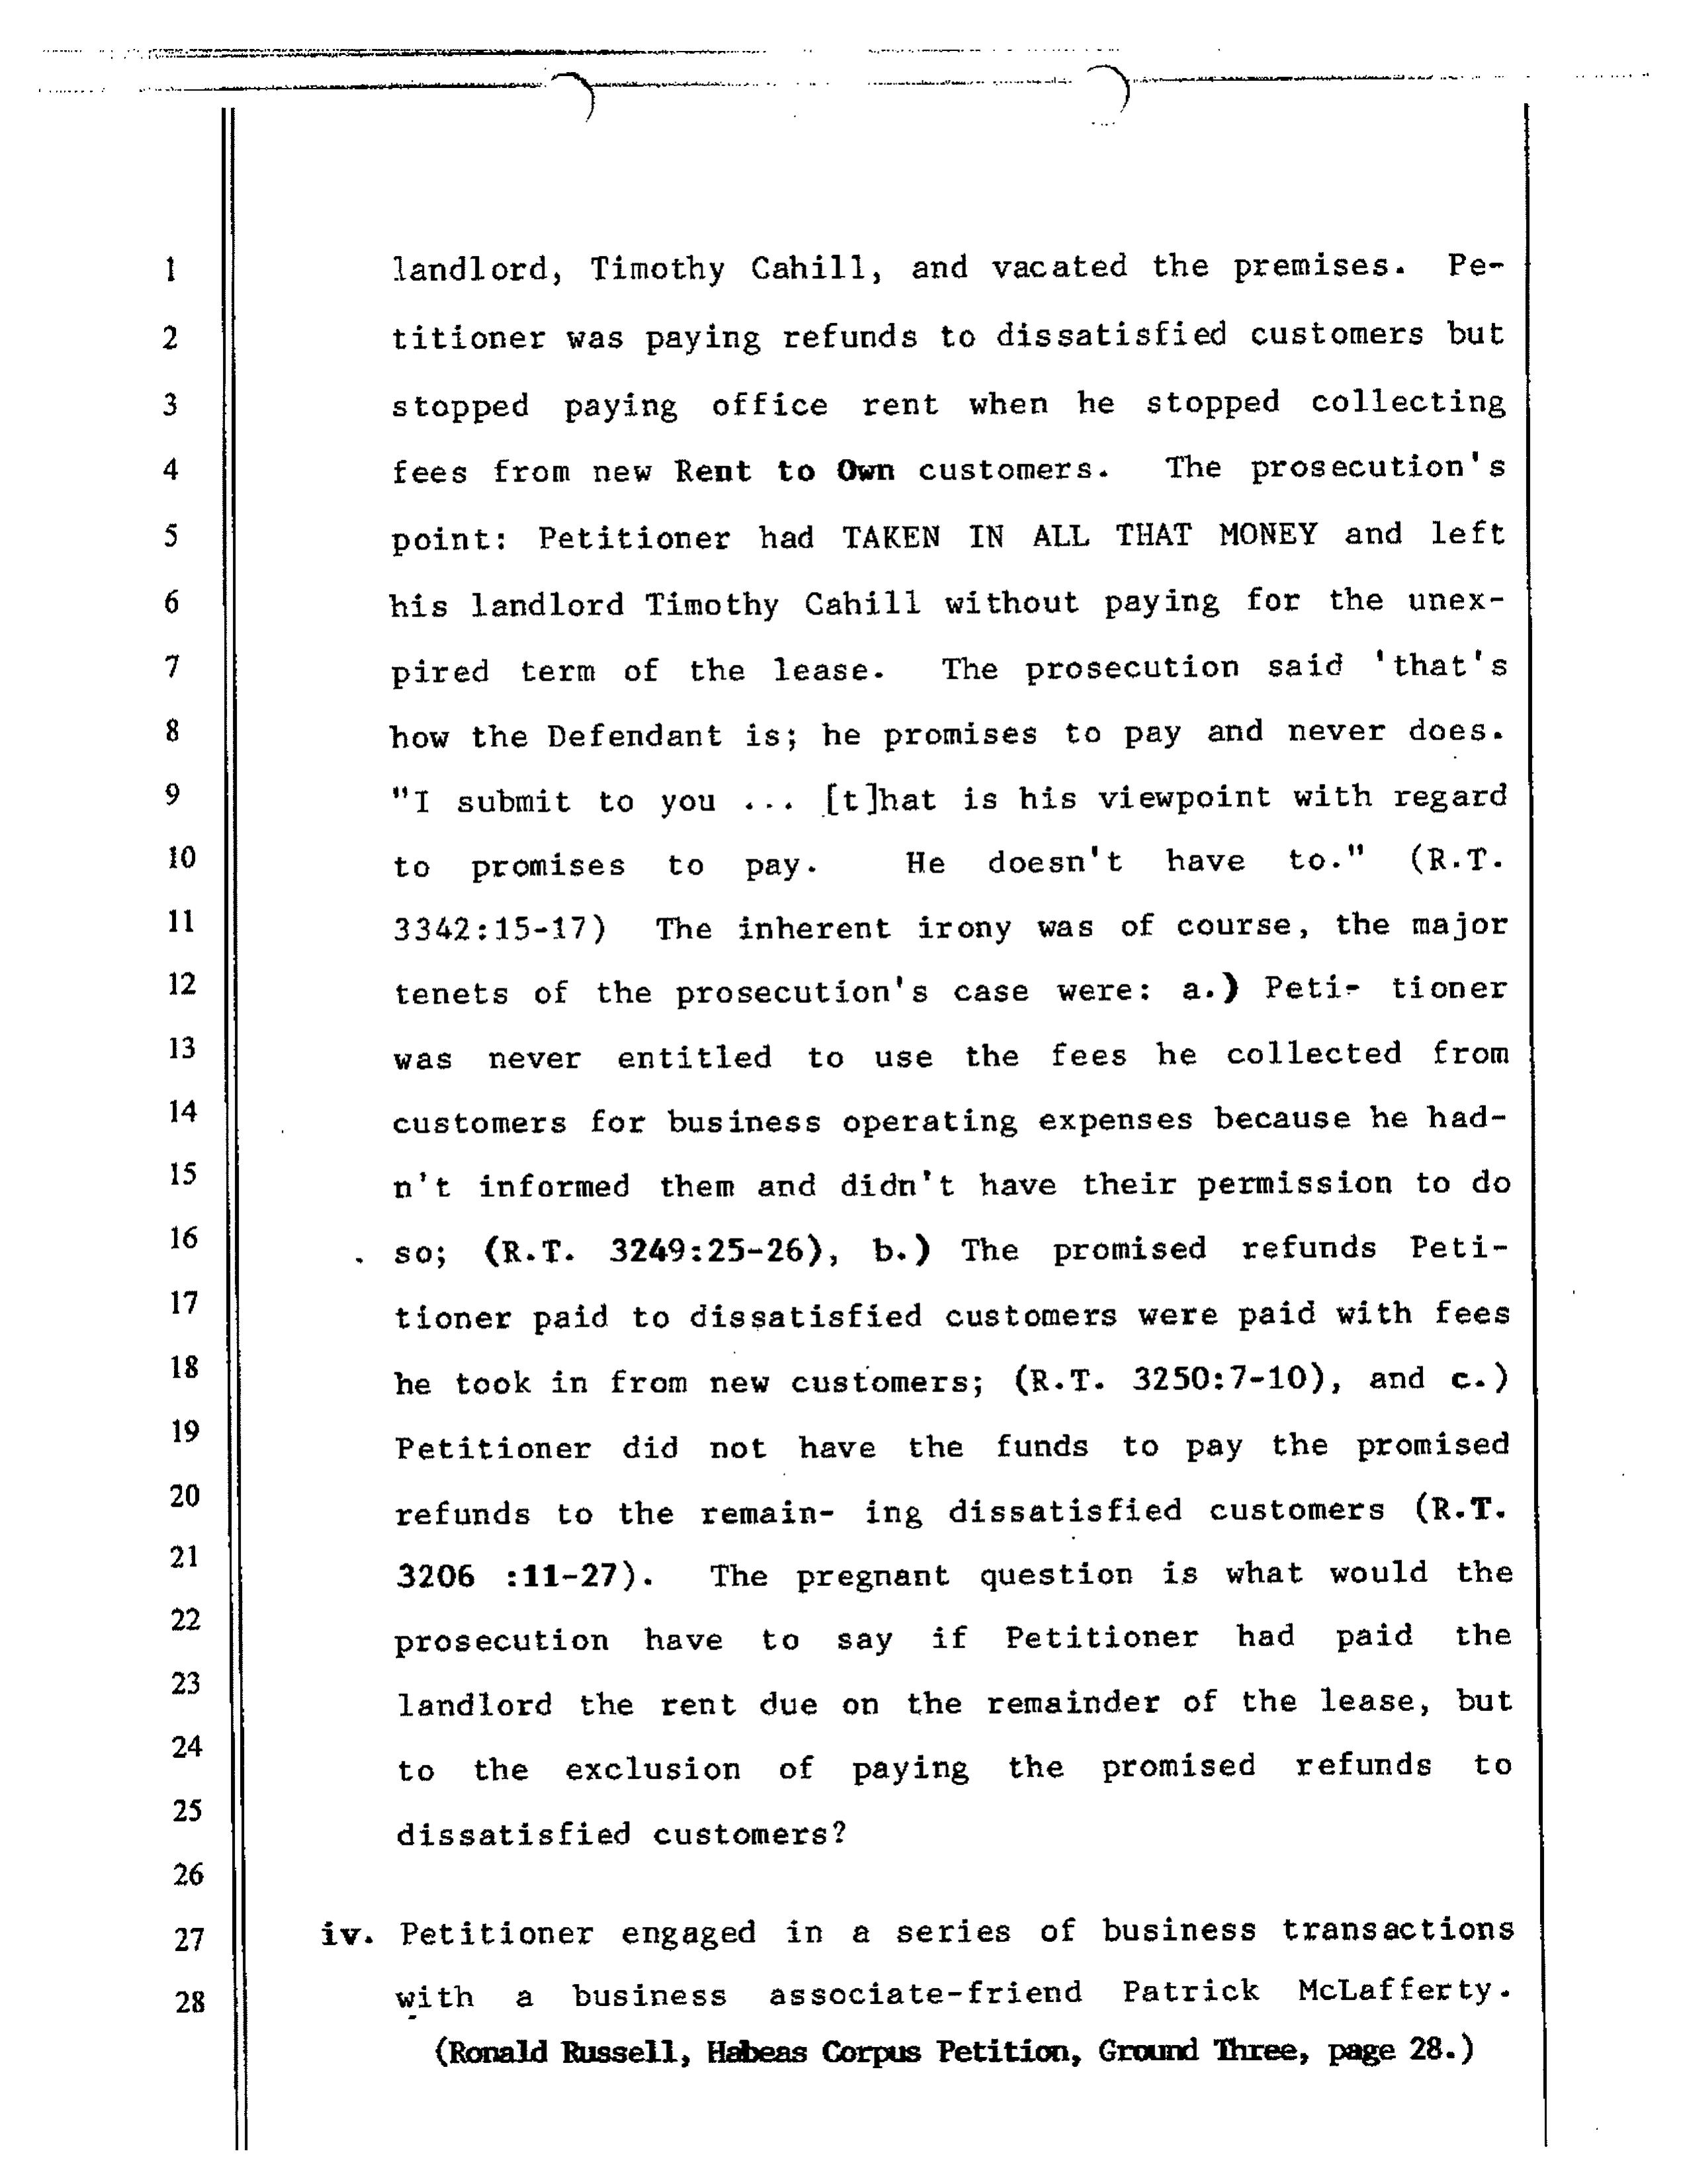 1 landlord, Timothy Cahill, and vacated the premises. Pe-
2 titioner was paying refunds to dissatisfied customers but
3 stopped paying office rent when he stopped collecting
4 fees from new Rent to Own customers. The prosecution's
5 point: Petitioner had TAKEN IN ALL THAT MONEY and left
6 his landlord Timothy Cahill without paying for the unex-
7 pired term of the lease. The prosecution said 'that's
8 how the Defendant is; he promises to pay and never does.
9 "I submit to you ... [t]hat is his viewpoint with regard
10 to promises to pay. He doesn't have to." (R.T.
11 3342:15-17) The inherent irony was of course, the major
12 tenets of the prosecution's case were: a.) Peti- tioner
13 was never entitled to use the fees he collected from
14 customers for business operating expenses because he had-
15 n't informed them and didn't have their permission to do
16 so; (R.T. 3249:25-26), b.) The promised refunds Peti-
17 tioner paid to dissatisfied customers were paid with fees
18 he took in from new customers; (R.T. 3250:7-10), and c.)
19 Petitioner did not have the funds to pay the promised
20 refunds to the remain- ing dissatisfied customers (R.T.
21 3206 :11-27). The pregnant question is what would the
22 prosecution have to say if Petitioner had paid the
23 landlord the rent due on the remainder of the lease, but
24 to the exclusion of paying the promised refunds to
25 dissatisfied customers?
26
27 iv. Petitioner engaged in a series of business transactions
28 with a business associate-friend Patrick McLafferty.
(Ronald Russell, Habeas Corpus Petition, Ground Three, page 28.)